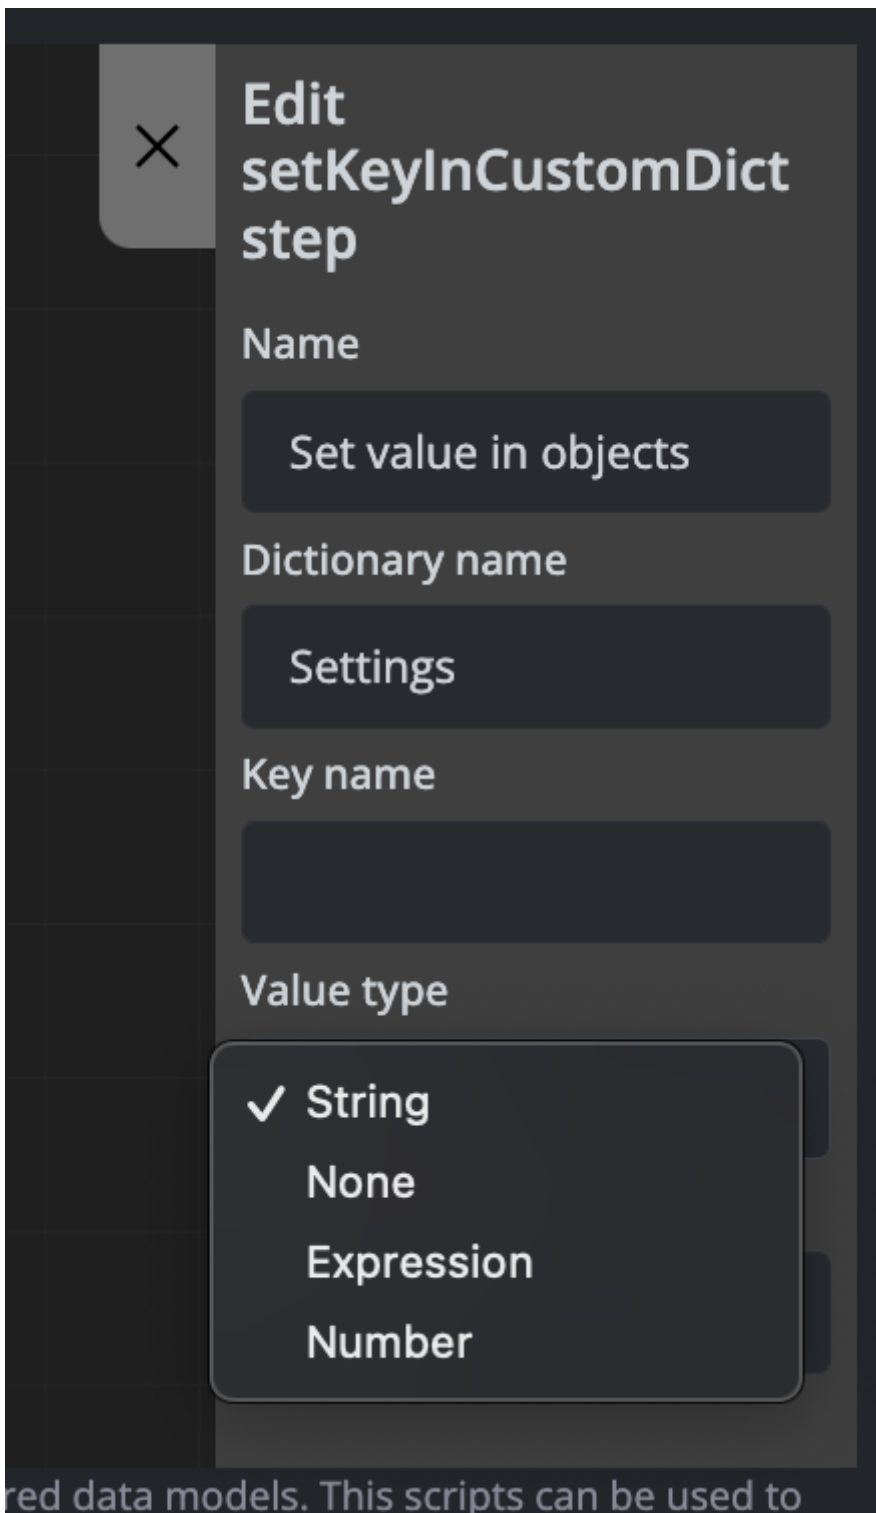 Edit
setKeyInCustomDict
step
Name
Set value in objects
Dictionary name
Settings
Key name
Value type
String
None
Expression
Number
red data models. This scripts can be used to